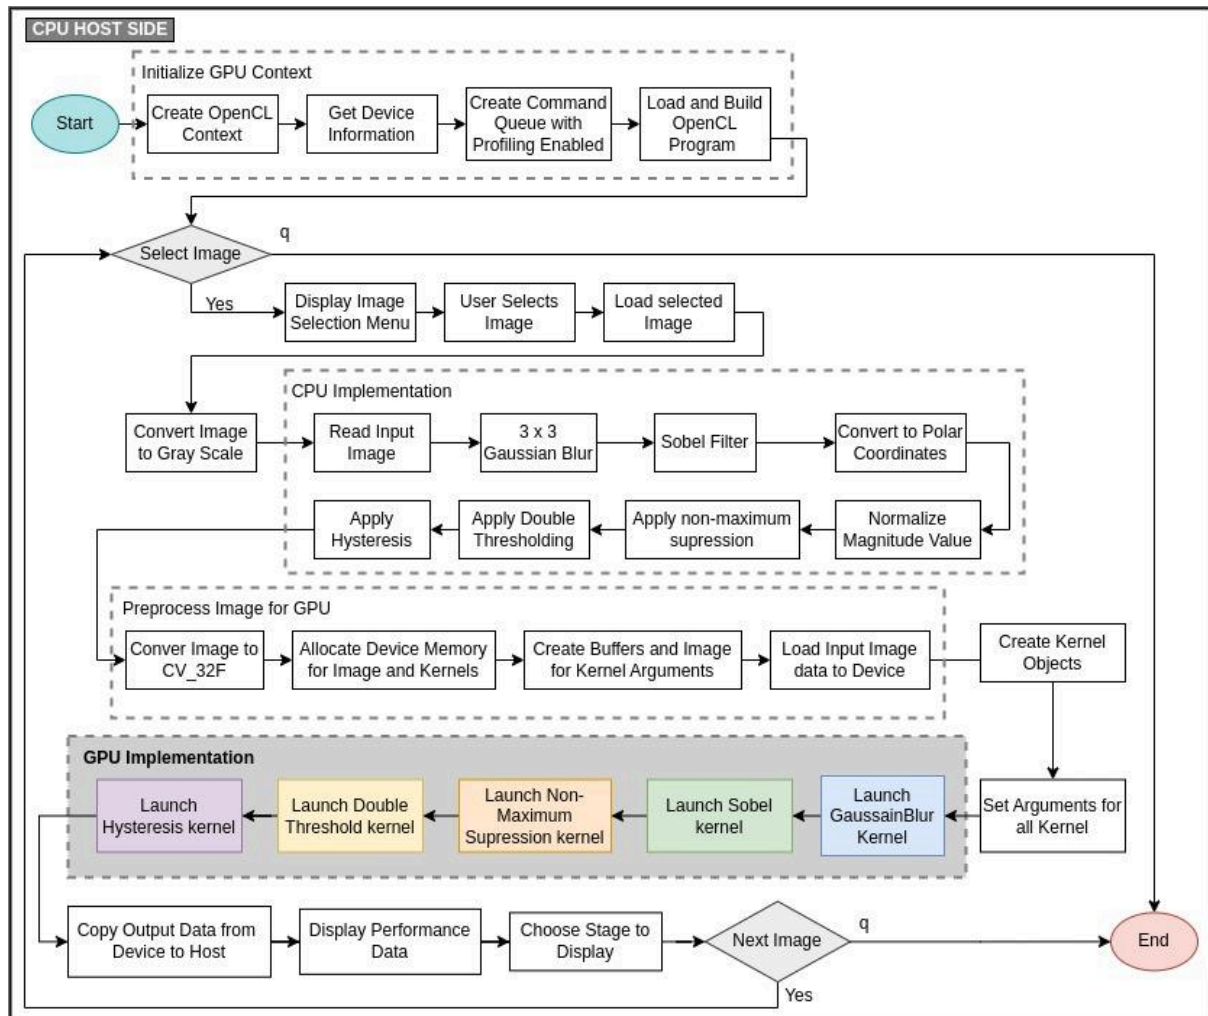 CPU HOST SIDE
Initialize GPU Context
Start
Create OpenCL
Context
Get Device
Information
Create Command
Queue with
Profiling Enabled
Load and Build
OpenCL
Program
Select Image
q
Yes
Display Image
Selection Menu
User Selects
Image
Load selected
Image
CPU Implementation
Convert Image
to Gray Scale
Read Input
Image
3 x 3
Gaussian Blur
Sobel Filter
Convert to Polar
Coordinates
Normalize
Magnitude Value
Apply non-maximum
supression
Apply Double
Thresholding
Apply
Hysteresis
Preprocess Image for GPU
Conver Image to
CV_32F
Allocate Device Memory
for Image and Kernels
Create Buffers and Image
for Kernel Arguments
Load Input Image
data to Device
Create Kernel
Objects
Set Arguments for
all Kernel
GPU Implementation
Launch
GaussainBlur
Kernel
Launch Sobel
kernel
Launch Non-
Maximum
Supression kernel
Launch Double
Threshold kernel
Launch
Hysteresis kernel
Copy Output Data from
Device to Host
Display Performance
Data
Choose Stage to
Display
Next Image
q
Yes
End